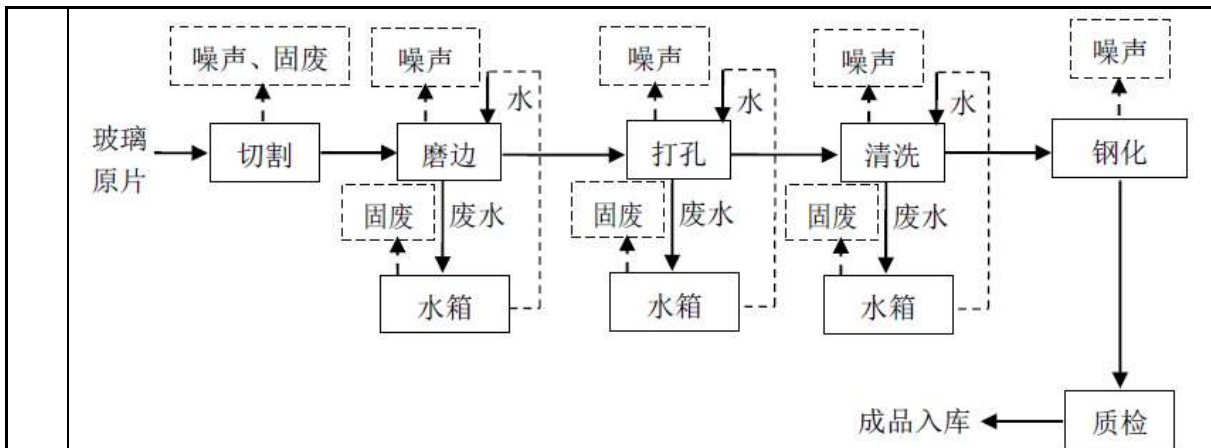 噪声、固废
噪声
噪声
噪声
噪声
水
水
水
玻璃
原片
切割
磨边
打孔
清洗
钢化
固废
废水
固废
废水
固废
废水
水箱
水箱
水箱
成品入库
质检